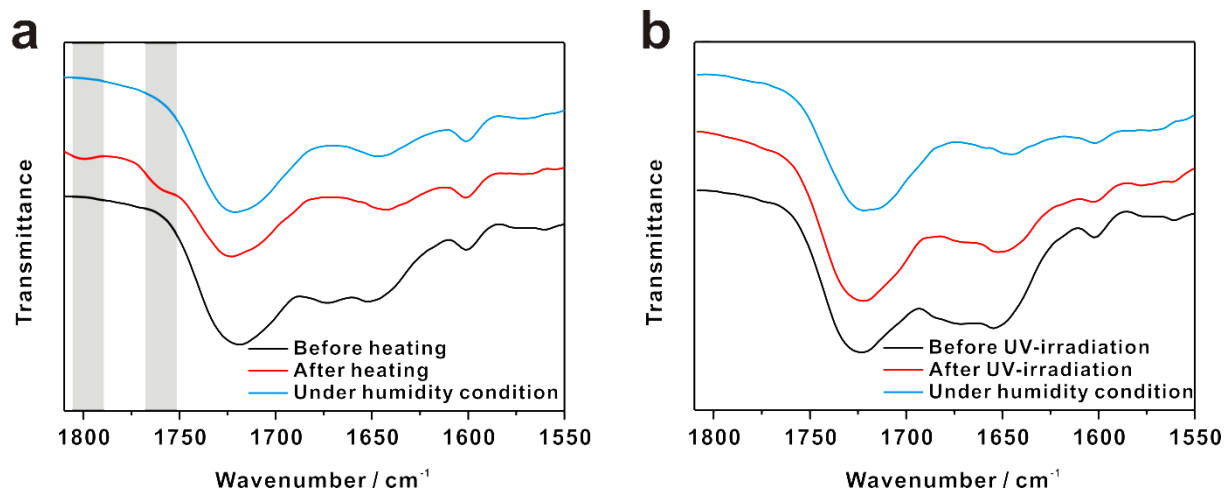 a
Transmittance
Before heating
After heating
Under humidity condition
1800 1750 1700 1650 1600 1550
Wavenumber / cm⁻¹
b
Transmittance
Before UV-irradiation
After UV-irradiation
Under humidity condition
1800 1750 1700 1650 1600 1550
Wavenumber / cm⁻¹